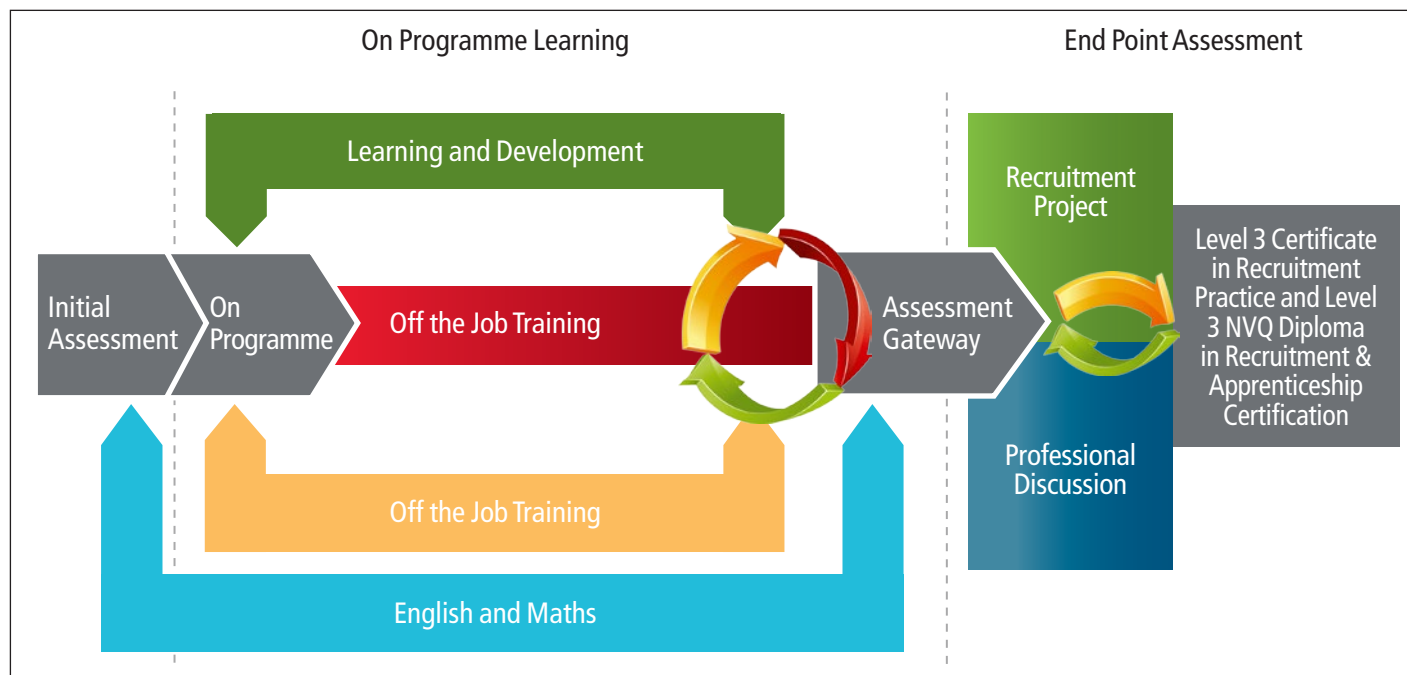 On Programme Learning
End Point Assessment
Learning and Development
Initial
Assessment
On
Programme
Off the Job Training
Assessment
Gateway
Recruitment
Project
Level 3 Certificate
in Recruitment
Practice and Level
3 NVQ Diploma
in Recruitment &
Apprenticeship
Certification
Professional
Discussion
Off the Job Training
English and Maths